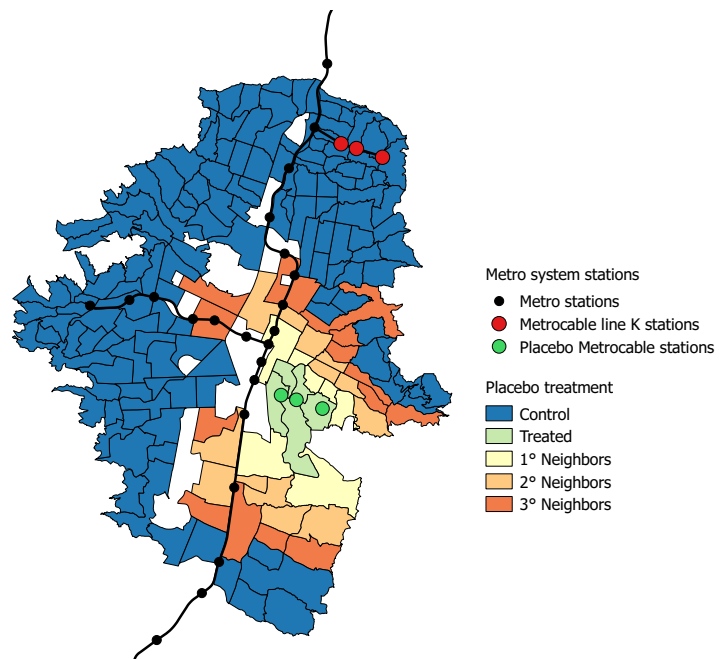 Metro system stations
Metro stations
Metrocable line K stations
Placebo Metrocable stations
Placebo treatment
Control
Treated
1° Neighbors
2° Neighbors
3° Neighbors